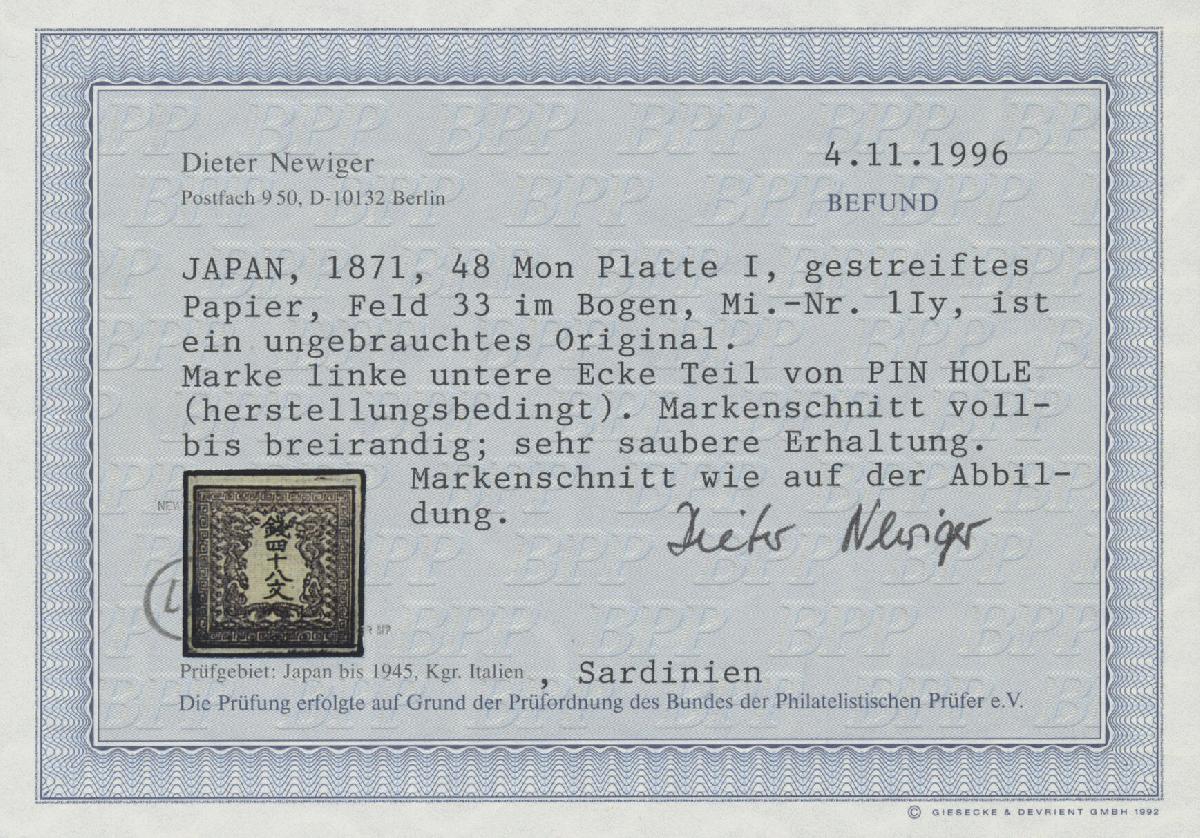 Dieter Newiger
Postfach 9 50, D-10132 Berlin
4.11.1996
BEFUND
JAPAN, 1871, 48 Mon Platte I, gestreiftes
Papier, Feld 33 im Bogen, Mi.-Nr. 1Iy, ist
ein ungebrauchtes Original.
Marke linke untere Ecke Teil von PIN HOLE
(herstellungsbedingt). Markenschnitt voll-
bis breirandig; sehr saubere Erhaltung.
Markenschnitt wie auf der Abbil-
dung.
Dieter Newiger
錢四十八文
Prüfgebiet: Japan bis 1945, Kgr. Italien , Sardinien
Die Prüfung erfolgte auf Grund der Prüfordnung des Bundes der Philatelistischen Prüfer e.V.
© GIESECKE & DEVRIENT GMBH 1992
BPP